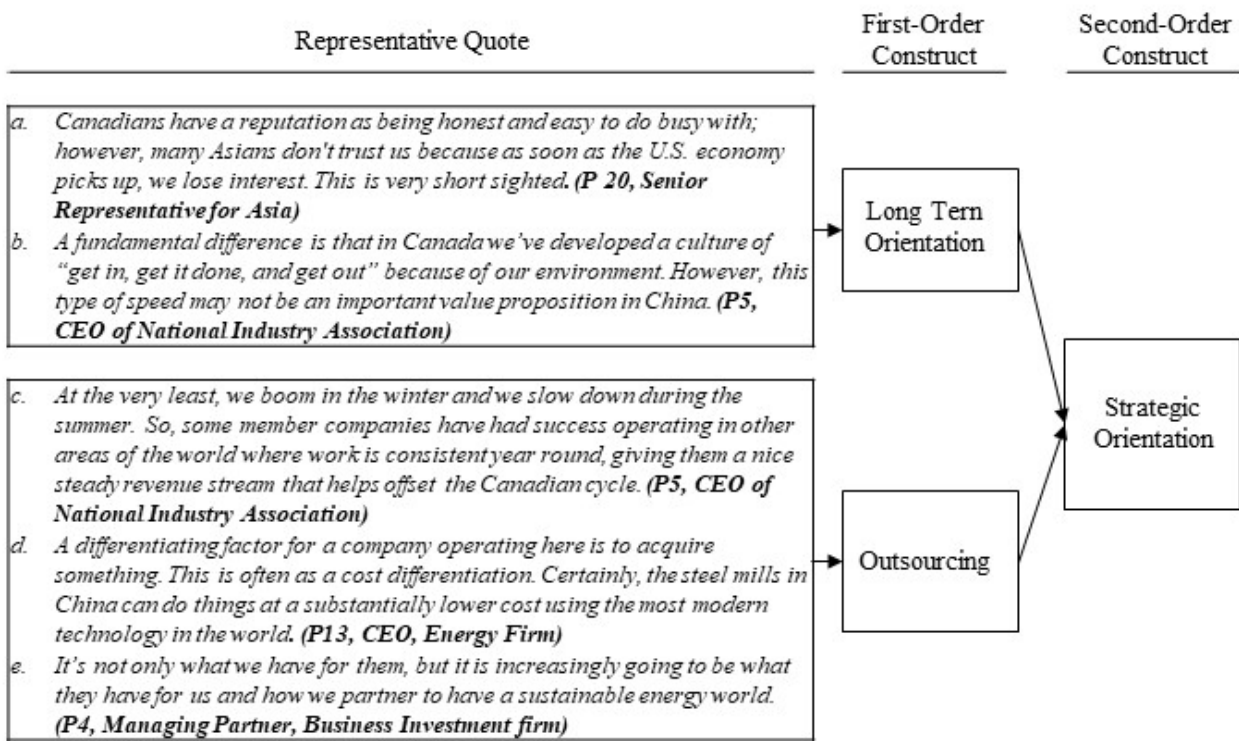 Representative Quote
First-Order
Construct
Second-Order
Construct
a. Canadians have a reputation as being honest and easy to do busy with;
however, many Asians don't trust us because as soon as the U.S. economy
picks up, we lose interest. This is very short sighted. (P 20, Senior
Representative for Asia)
b. A fundamental difference is that in Canada we've developed a culture of
“get in, get it done, and get out” because of our environment. However, this
type of speed may not be an important value proposition in China. (P5,
CEO of National Industry Association)
Long Tern
Orientation
c. At the very least, we boom in the winter and we slow down during the
summer. So, some member companies have had success operating in other
areas of the world where work is consistent year round, giving them a nice
steady revenue stream that helps offset the Canadian cycle. (P5, CEO of
National Industry Association)
d. A differentiating factor for a company operating here is to acquire
something. This is often as a cost differentiation. Certainly, the steel mills in
China can do things at a substantially lower cost using the most modern
technology in the world. (P13, CEO, Energy Firm)
e. It's not only what we have for them, but it is increasingly going to be what
they have for us and how we partner to have a sustainable energy world.
(P4, Managing Partner, Business Investment firm)
Outsourcing
Strategic
Orientation